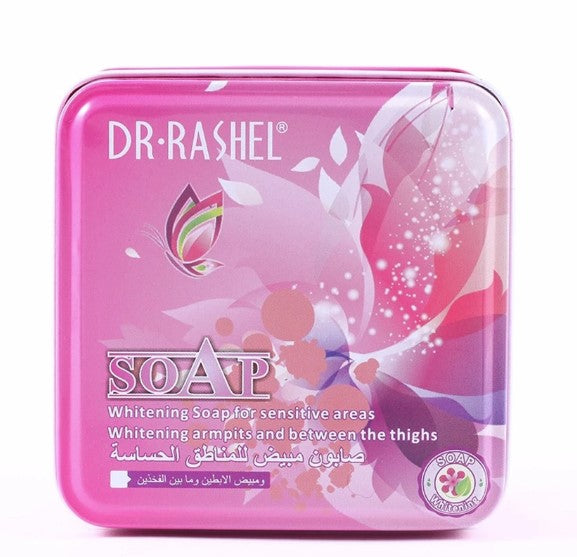 DR·RASHEL®
SOAP
Whitening Soap for sensitive areas
Whitening armpits and between the thighs
صابون مبيض للمناطق الحساسة
ومبيض الابطين وما بين الفخذين
SOAP
Whitening